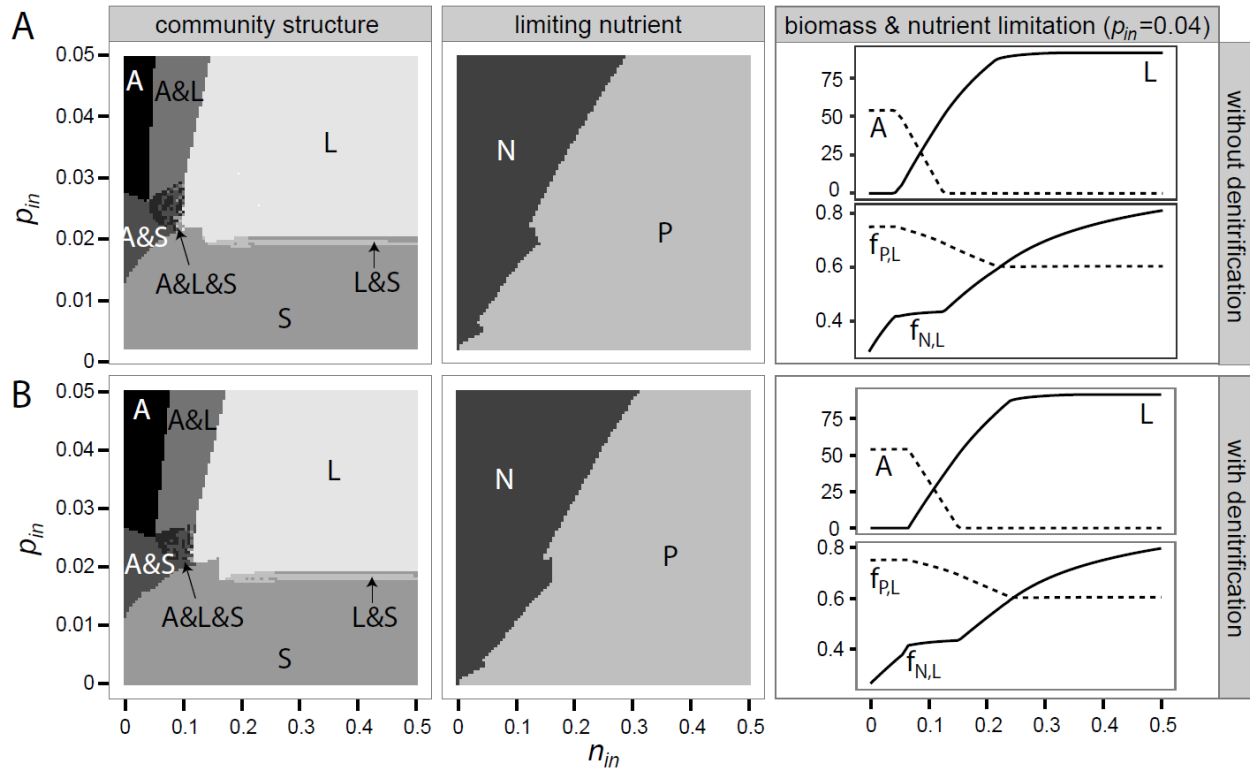 A
community structure
limiting nutrient
biomass & nutrient limitation (p_in=0.04)
without denitrification
0.05
0.04
0.03
0.02
0.01
0
p_in
A
A&L
L
A&S
A&L&S
L&S
S
N
P
75
50
25
0
L
A
0.8
0.6
0.4
f_P,L
f_N,L
B
with denitrification
0.05
0.04
0.03
0.02
0.01
0
p_in
A
A&L
L
A&S
A&L&S
L&S
S
N
P
75
50
25
0
L
A
0.8
0.6
0.4
f_P,L
f_N,L
0 0.1 0.2 0.3 0.4 0.5
0 0.1 0.2 0.3 0.4 0.5
0 0.1 0.2 0.3 0.4 0.5
n_in